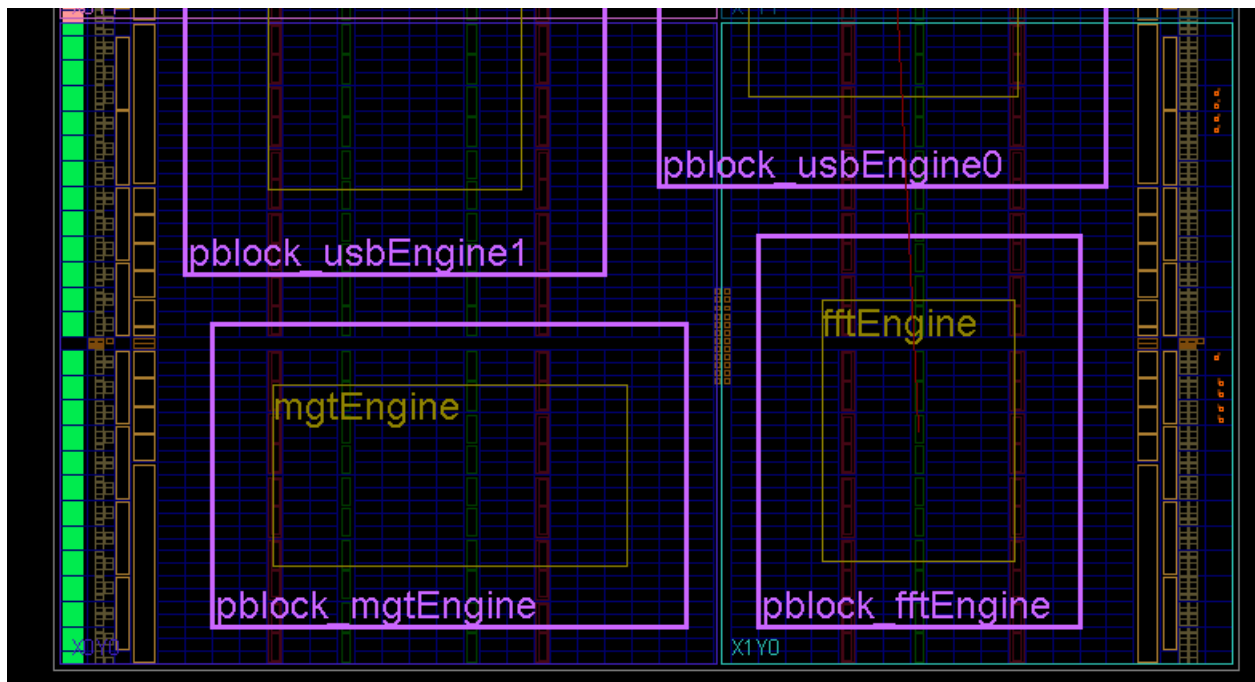 pblock_usbEngine0
pblock_usbEngine1
fftEngine
mgtEngine
pblock_mgtEngine
pblock_fftEngine
X0Y0
X1Y0